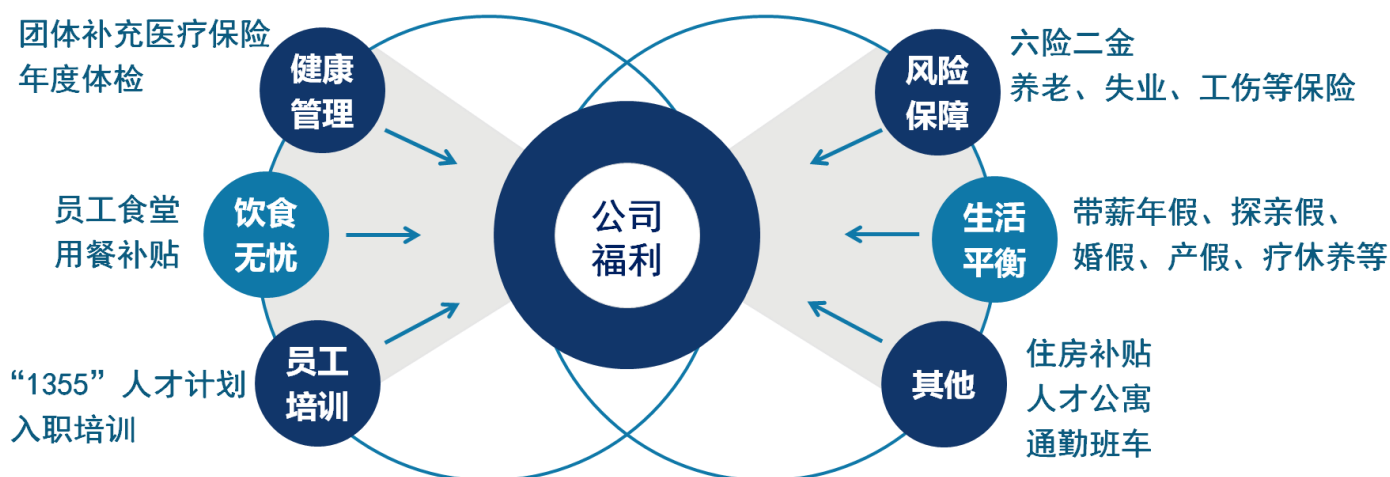 团体补充医疗保险
年度体检
健康
管理
员工食堂
用餐补贴
饮食
无忧
“1355”人才计划
入职培训
员工
培训
公司
福利
风险
保障
六险二金
养老、失业、工伤等保险
生活
平衡
带薪年假、探亲假、
婚假、产假、疗休养等
其他
住房补贴
人才公寓
通勤班车